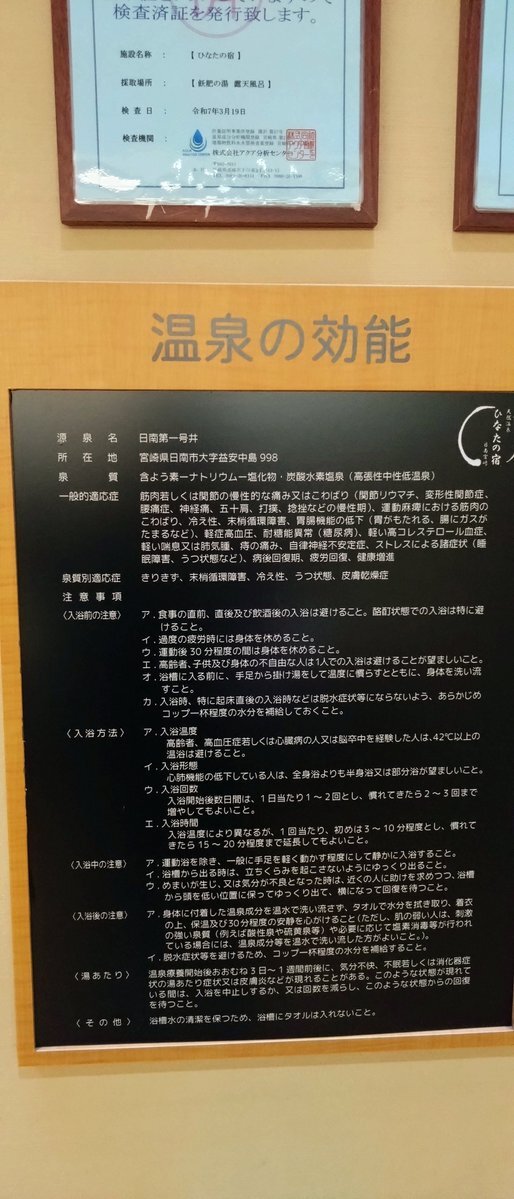 検査済証を発行致します。
施設名称 : 【 ひなたの宿 】
採取場所 : 【 飫肥の湯 露天風呂 】
検査日 : 令和7年3月19日
検査機関 :
株式会社アクア分析センター
温泉の効能
天然温泉
ひなたの宿
日南宮崎
源泉名 日南第一号井
所在地 宮崎県日南市大字益安中島 998
泉質 含よう素ーナトリウムー塩化物・炭酸水素塩泉（高張性中性低温泉）
一般的適応症 筋肉若しくは関節の慢性的な痛み又はこわばり（関節リウマチ、変形性関節症、
腰痛症、神経痛、五十肩、打撲、捻挫などの慢性期）、運動麻痺における筋肉の
こわばり、冷え性、末梢循環障害、胃腸機能の低下（胃がもたれる、腸にガスが
たまるなど）、軽症高血圧、耐糖能異常（糖尿病）、軽い高コレステロール血症、
軽い喘息又は肺気腫、痔の痛み、自律神経不安定症、ストレスによる諸症状（睡
眠障害、うつ状態など）、病後回復期、疲労回復、健康増進
泉質別適応症 きりきず、末梢循環障害、冷え性、うつ状態、皮膚乾燥症
注意事項
〈入浴前の注意〉 ア．食事の直前、直後及び飲酒後の入浴は避けること。酩酊状態での入浴は特に避
けること。
イ．過度の疲労時には身体を休めること。
ウ．運動後 30 分程度の間は身体を休めること。
エ．高齢者、子供及び身体の不自由な人は1人での入浴は避けることが望ましいこと。
オ．浴槽に入る前に、手足から掛け湯をして温度に慣らすとともに、身体を洗い流
すこと。
カ．入浴時、特に起床直後の入浴時などは脱水症状等にならないよう、あらかじめ
コップ一杯程度の水分を補給しておくこと。
〈入浴方法〉 ア．入浴温度
高齢者、高血圧症若しくは心臓病の人又は脳卒中を経験した人は、42℃以上の
温浴は避けること。
イ．入浴形態
心肺機能の低下している人は、全身浴よりも半身浴又は部分浴が望ましいこと。
ウ．入浴回数
入浴開始後数日間は、1日当たり1～2回とし、慣れてきたら2～3回まで
増やしてもよいこと。
エ．入浴時間
入浴温度により異なるが、1回当たり、初めは3～10分程度とし、慣れて
きたら15～20分程度まで延長してもよいこと。
〈入浴中の注意〉 ア．運動浴を除き、一般に手足を軽く動かす程度にして静かに入浴すること。
イ．浴槽から出る時は、立ちくらみを起こさないようにゆっくり出ること。
ウ．めまいが生じ、又は気分が不良となった時は、近くの人に助けを求めつつ、浴槽
から頭を低い位置に保ってゆっくり出て、横になって回復を待つこと。
〈入浴後の注意〉 ア．身体に付着した温泉成分を温水で洗い流さず、タオルで水分を拭き取り、着衣
の上、保温及び30分程度の安静を心がけること（ただし、肌の弱い人は、刺激
の強い泉質（例えば酸性泉や硫黄泉等）や必要に応じて塩素消毒等が行われ
ている場合には、温泉成分等を温水で洗い流した方がよいこと。）。
イ．脱水症状等を避けるため、コップ一杯程度の水分を補給すること。
〈湯あたり〉 温泉療養開始後おおむね3日～1週間前後に、気分不快、不眠若しくは消化器症
状の湯あたり症状又は皮膚炎などが現れることがある。このような状態が現れて
いる間は、入浴を中止しするか、又は回数を減らし、このような状態からの回復
を待つこと。
〈その他〉 浴槽水の清潔を保つため、浴槽にタオルは入れないこと。